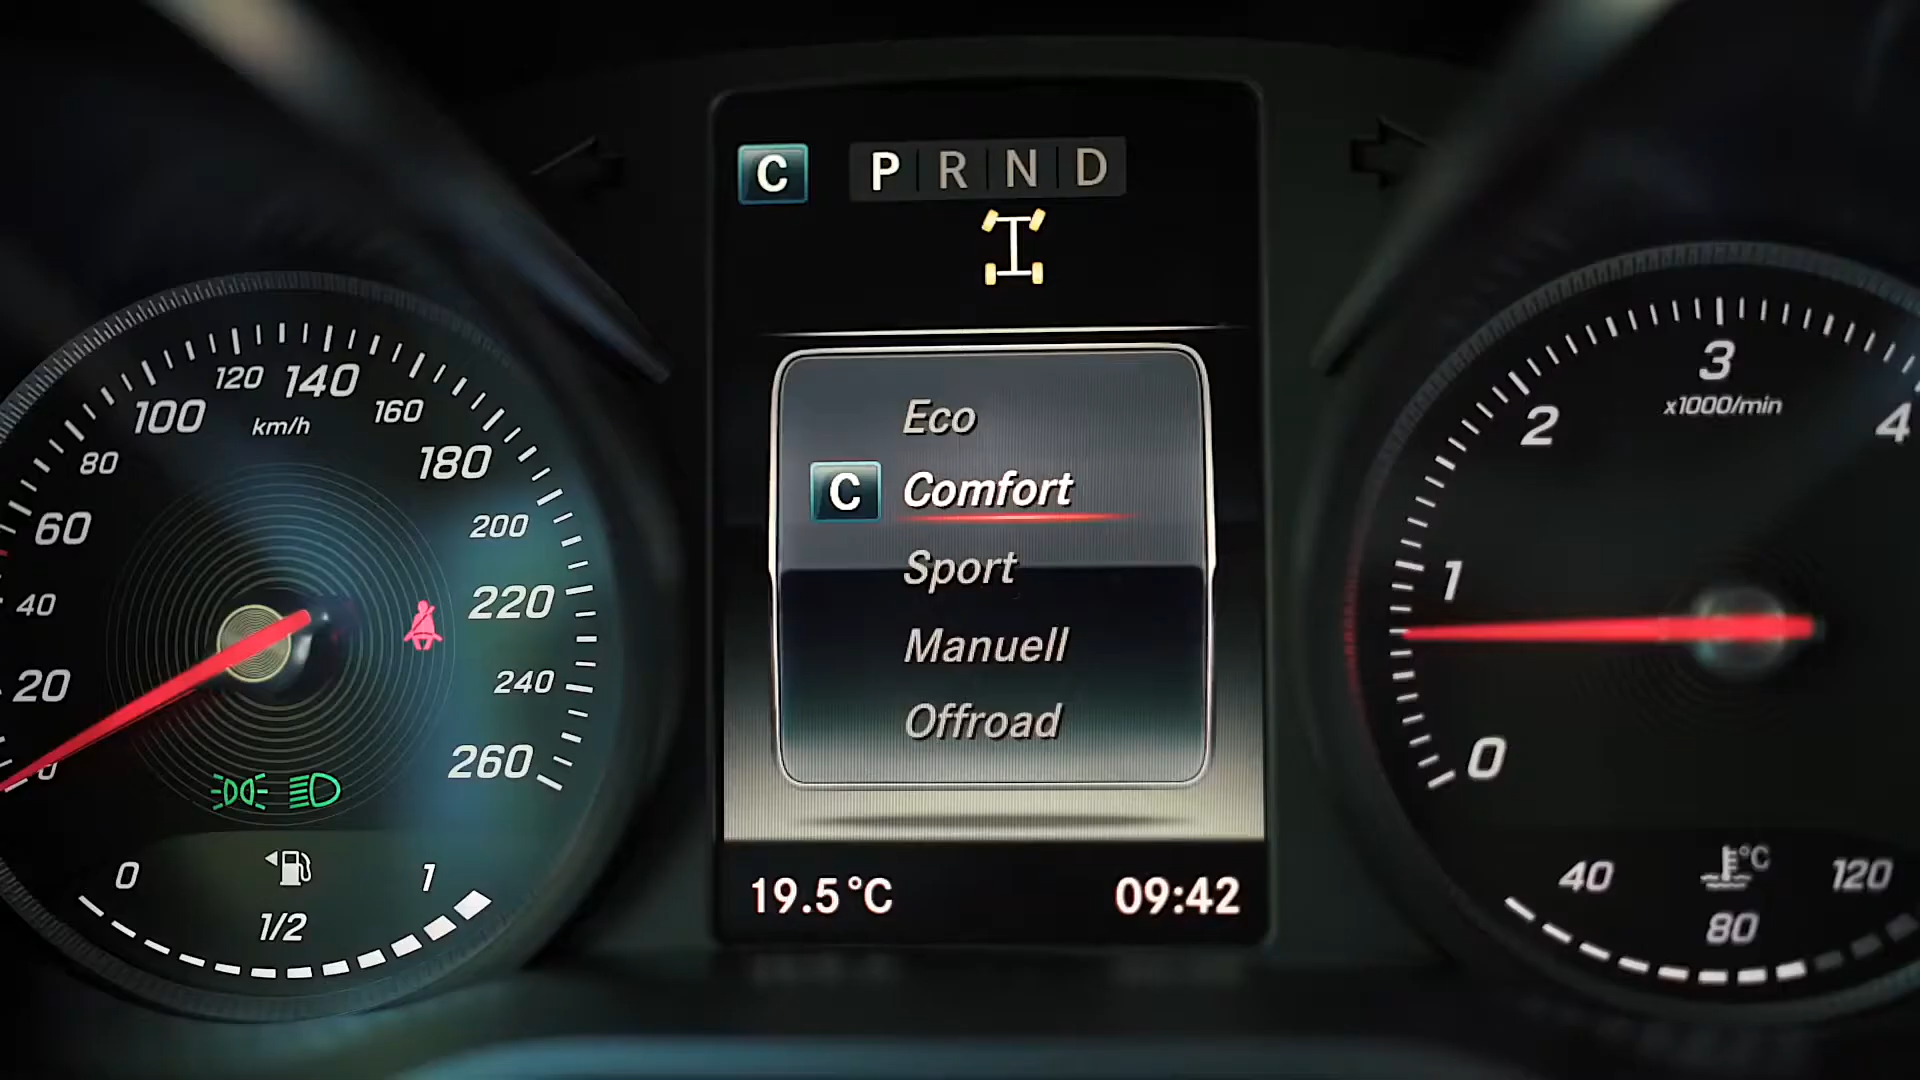 C P R N D
Eco
C Comfort
Sport
Manuell
Offroad
19.5°C 09:42
0
20
40
60
80
100
120
140
160
180
200
220
240
260
km/h
0 1/2 1
0
1
2
3
4
x1000/min
40 80 120
°C